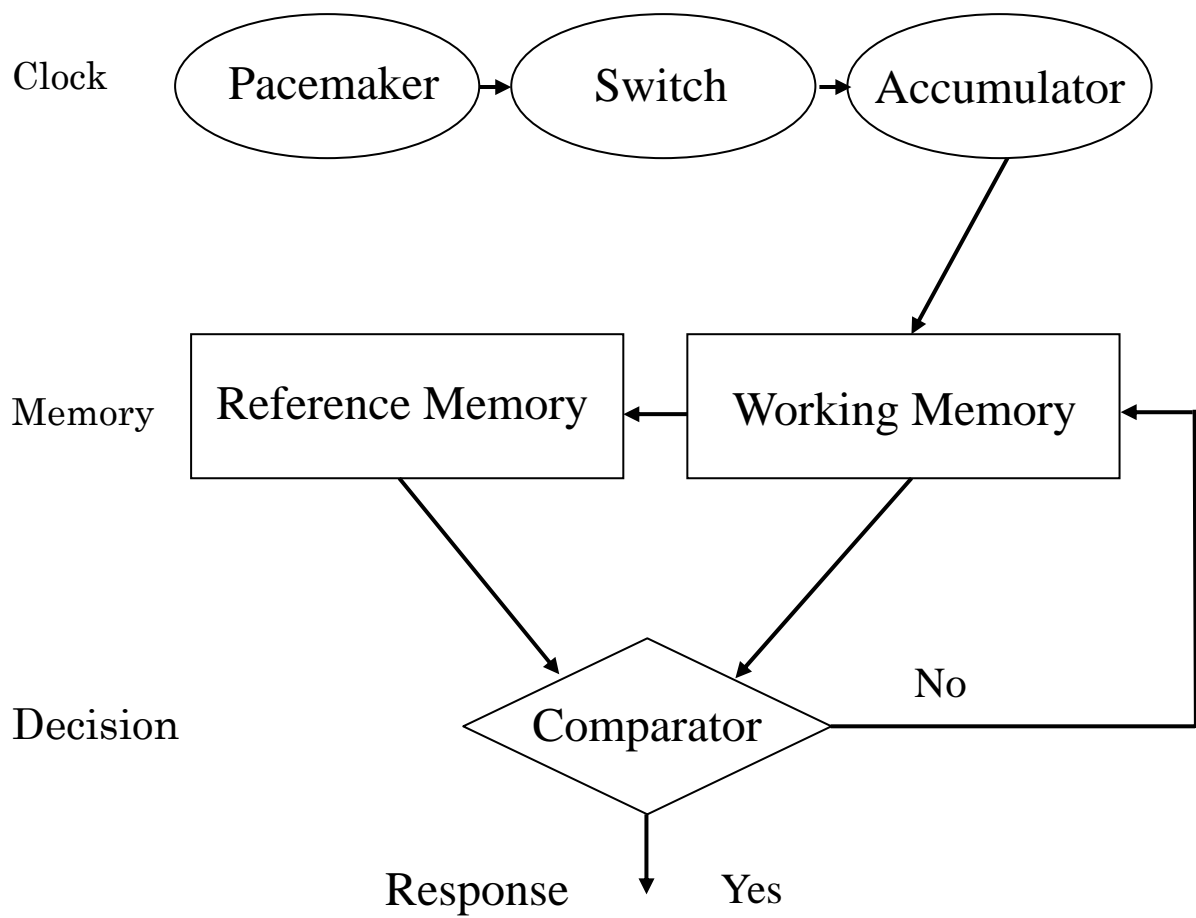 Clock
Pacemaker
Switch
Accumulator
Memory
Reference Memory
Working Memory
Decision
Comparator
No
Response
Yes